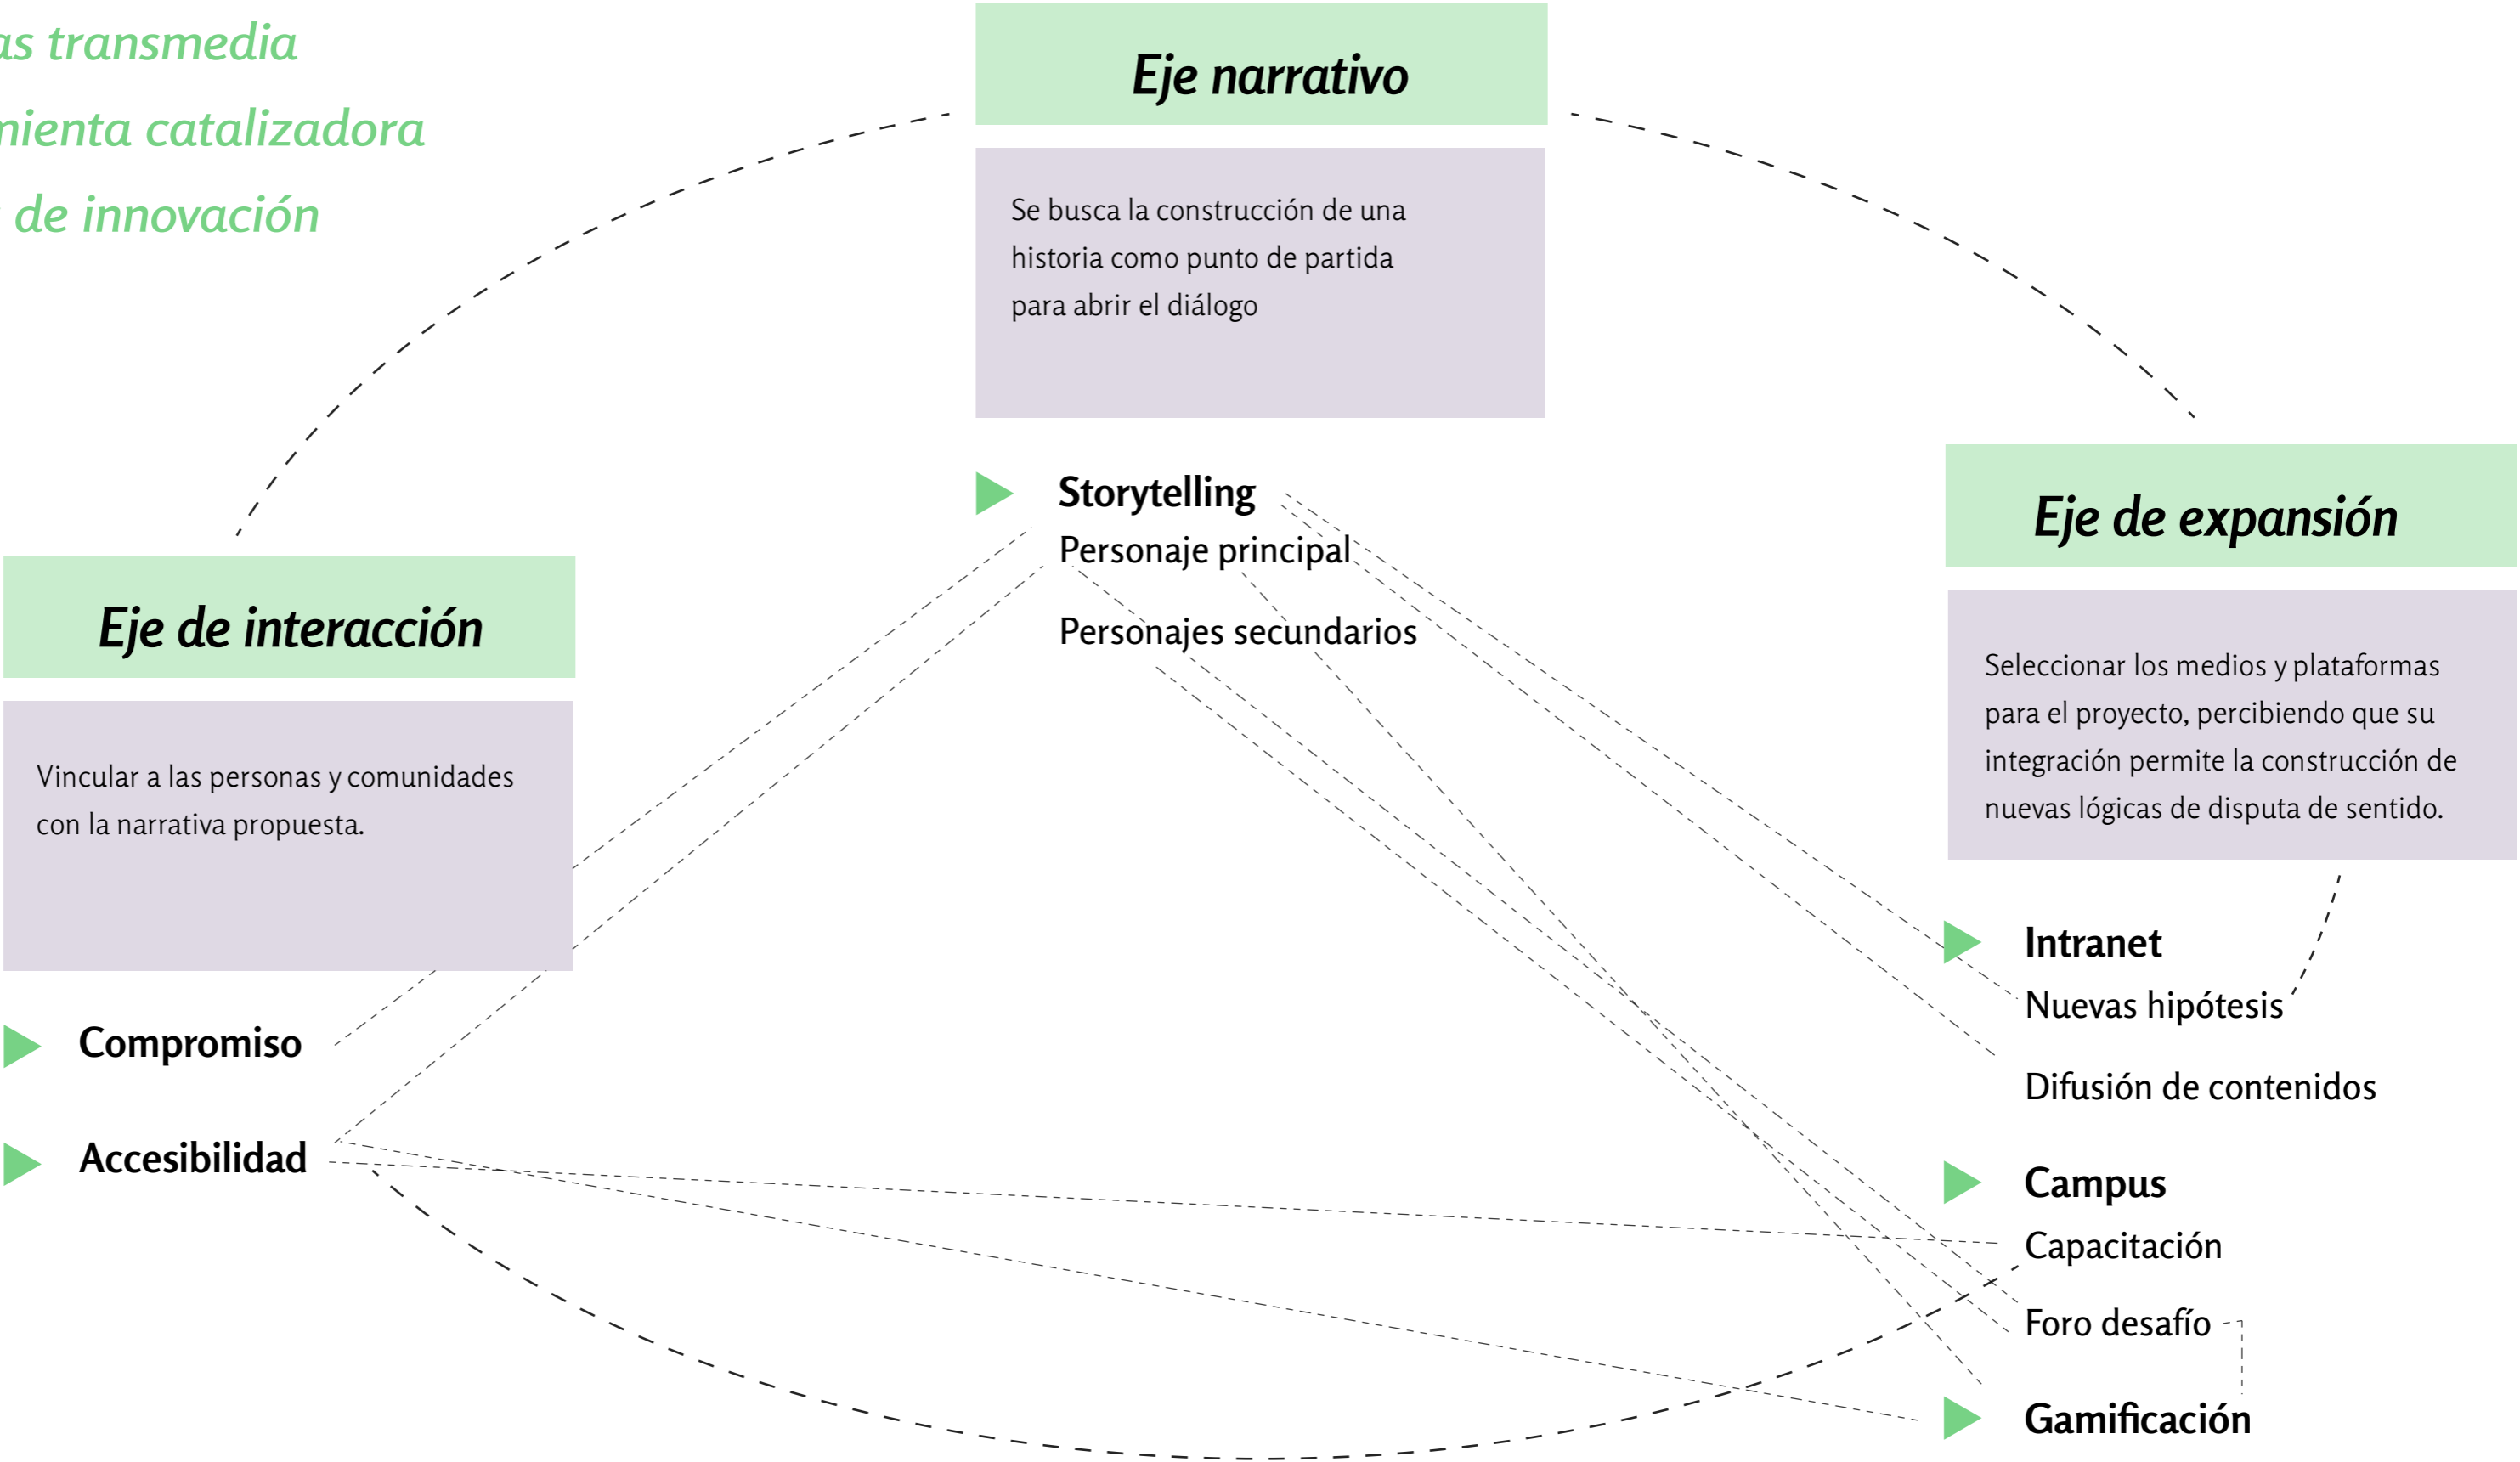 transmedia
catalizadora
de innovación
Eje narrativo
Se busca la construcción de una
historia como punto de partida
para abrir el diálogo
Storytelling
Personaje principal
Personajes secundarios
Eje de interacción
Vincular a las personas y comunidades
con la narrativa propuesta.
Compromiso
Accesibilidad
Eje de expansión
Seleccionar los medios y plataformas
para el proyecto, percibiendo que su
integración permite la construcción de
nuevas lógicas de disputa de sentido.
Intranet
Nuevas hipótesis
Difusión de contenidos
Campus
Capacitación
Foro desafío
Gamificación